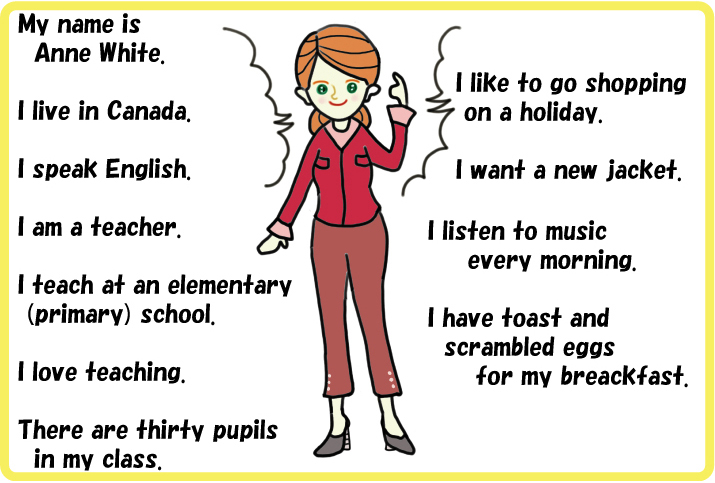 My name is
Anne White.
I live in Canada.
I speak English.
I am a teacher.
I teach at an elementary
(primary) school.
I love teaching.
There are thirty pupils
in my class.
I like to go shopping
on a holiday.
I want a new jacket.
I listen to music
every morning.
I have toast and
scrambled eggs
for my breackfast.